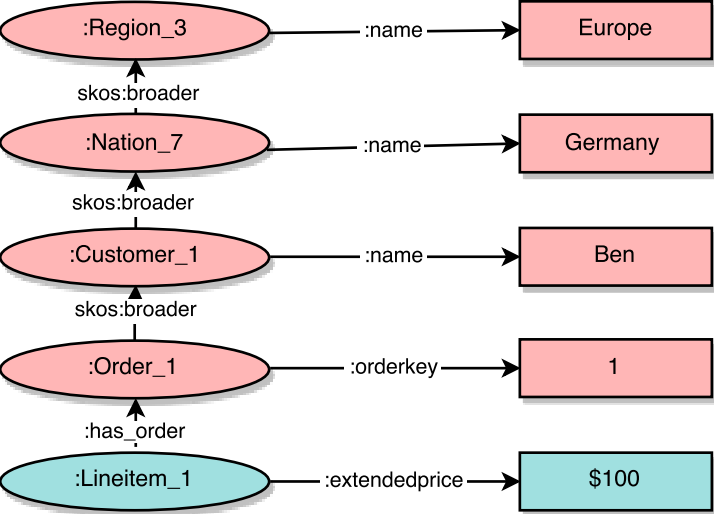 :Region_3 :name Europe
skos:broader
:Nation_7 :name Germany
skos:broader
:Customer_1 :name Ben
skos:broader
:Order_1 :orderkey 1
:has_order
:Lineitem_1 :extendedprice $100